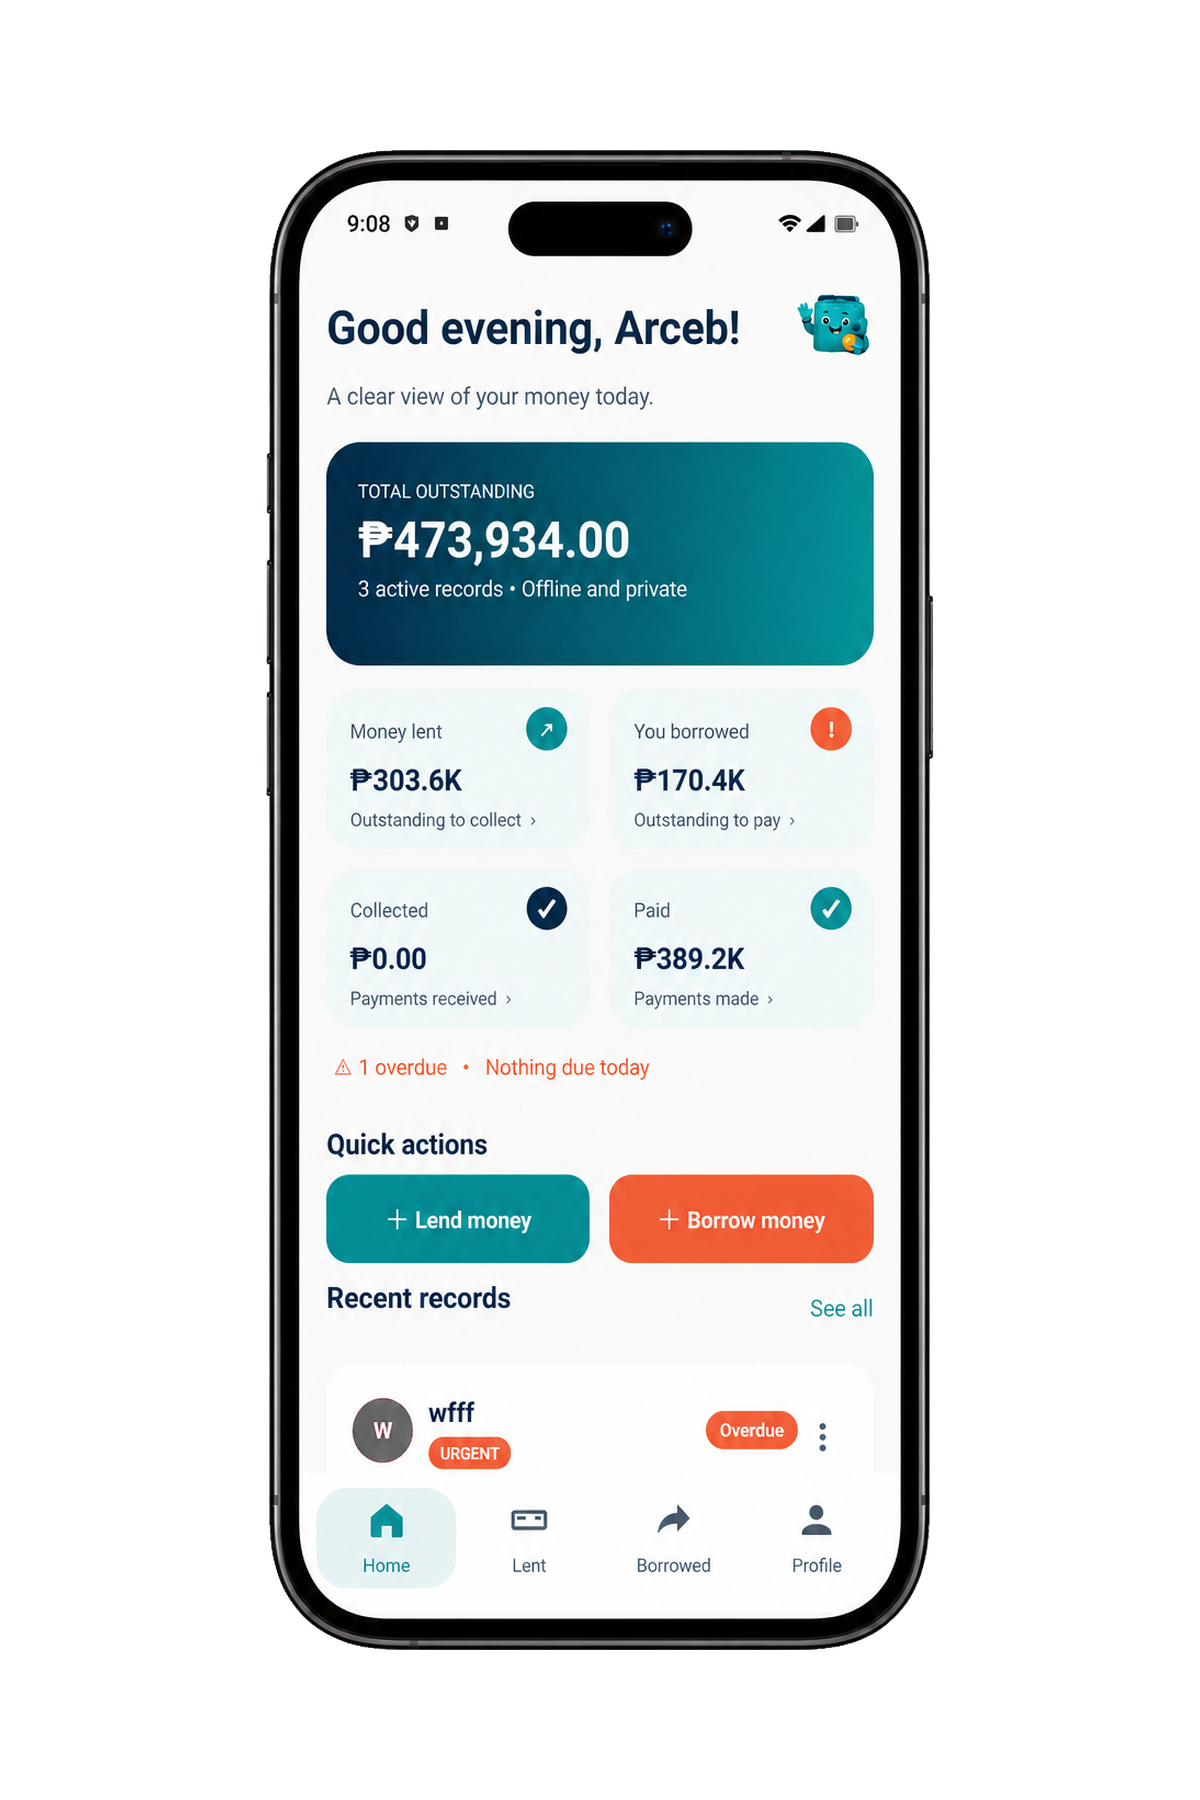 9:08
Good evening, Arceb!
A clear view of your money today.
TOTAL OUTSTANDING
₱473,934.00
3 active records • Offline and private
Money lent
₱303.6K
Outstanding to collect ›
You borrowed
₱170.4K
Outstanding to pay ›
Collected
₱0.00
Payments received ›
Paid
₱389.2K
Payments made ›
⚠ 1 overdue • Nothing due today
Quick actions
+ Lend money
+ Borrow money
Recent records
See all
W
wfff
URGENT
Overdue
Home
Lent
Borrowed
Profile